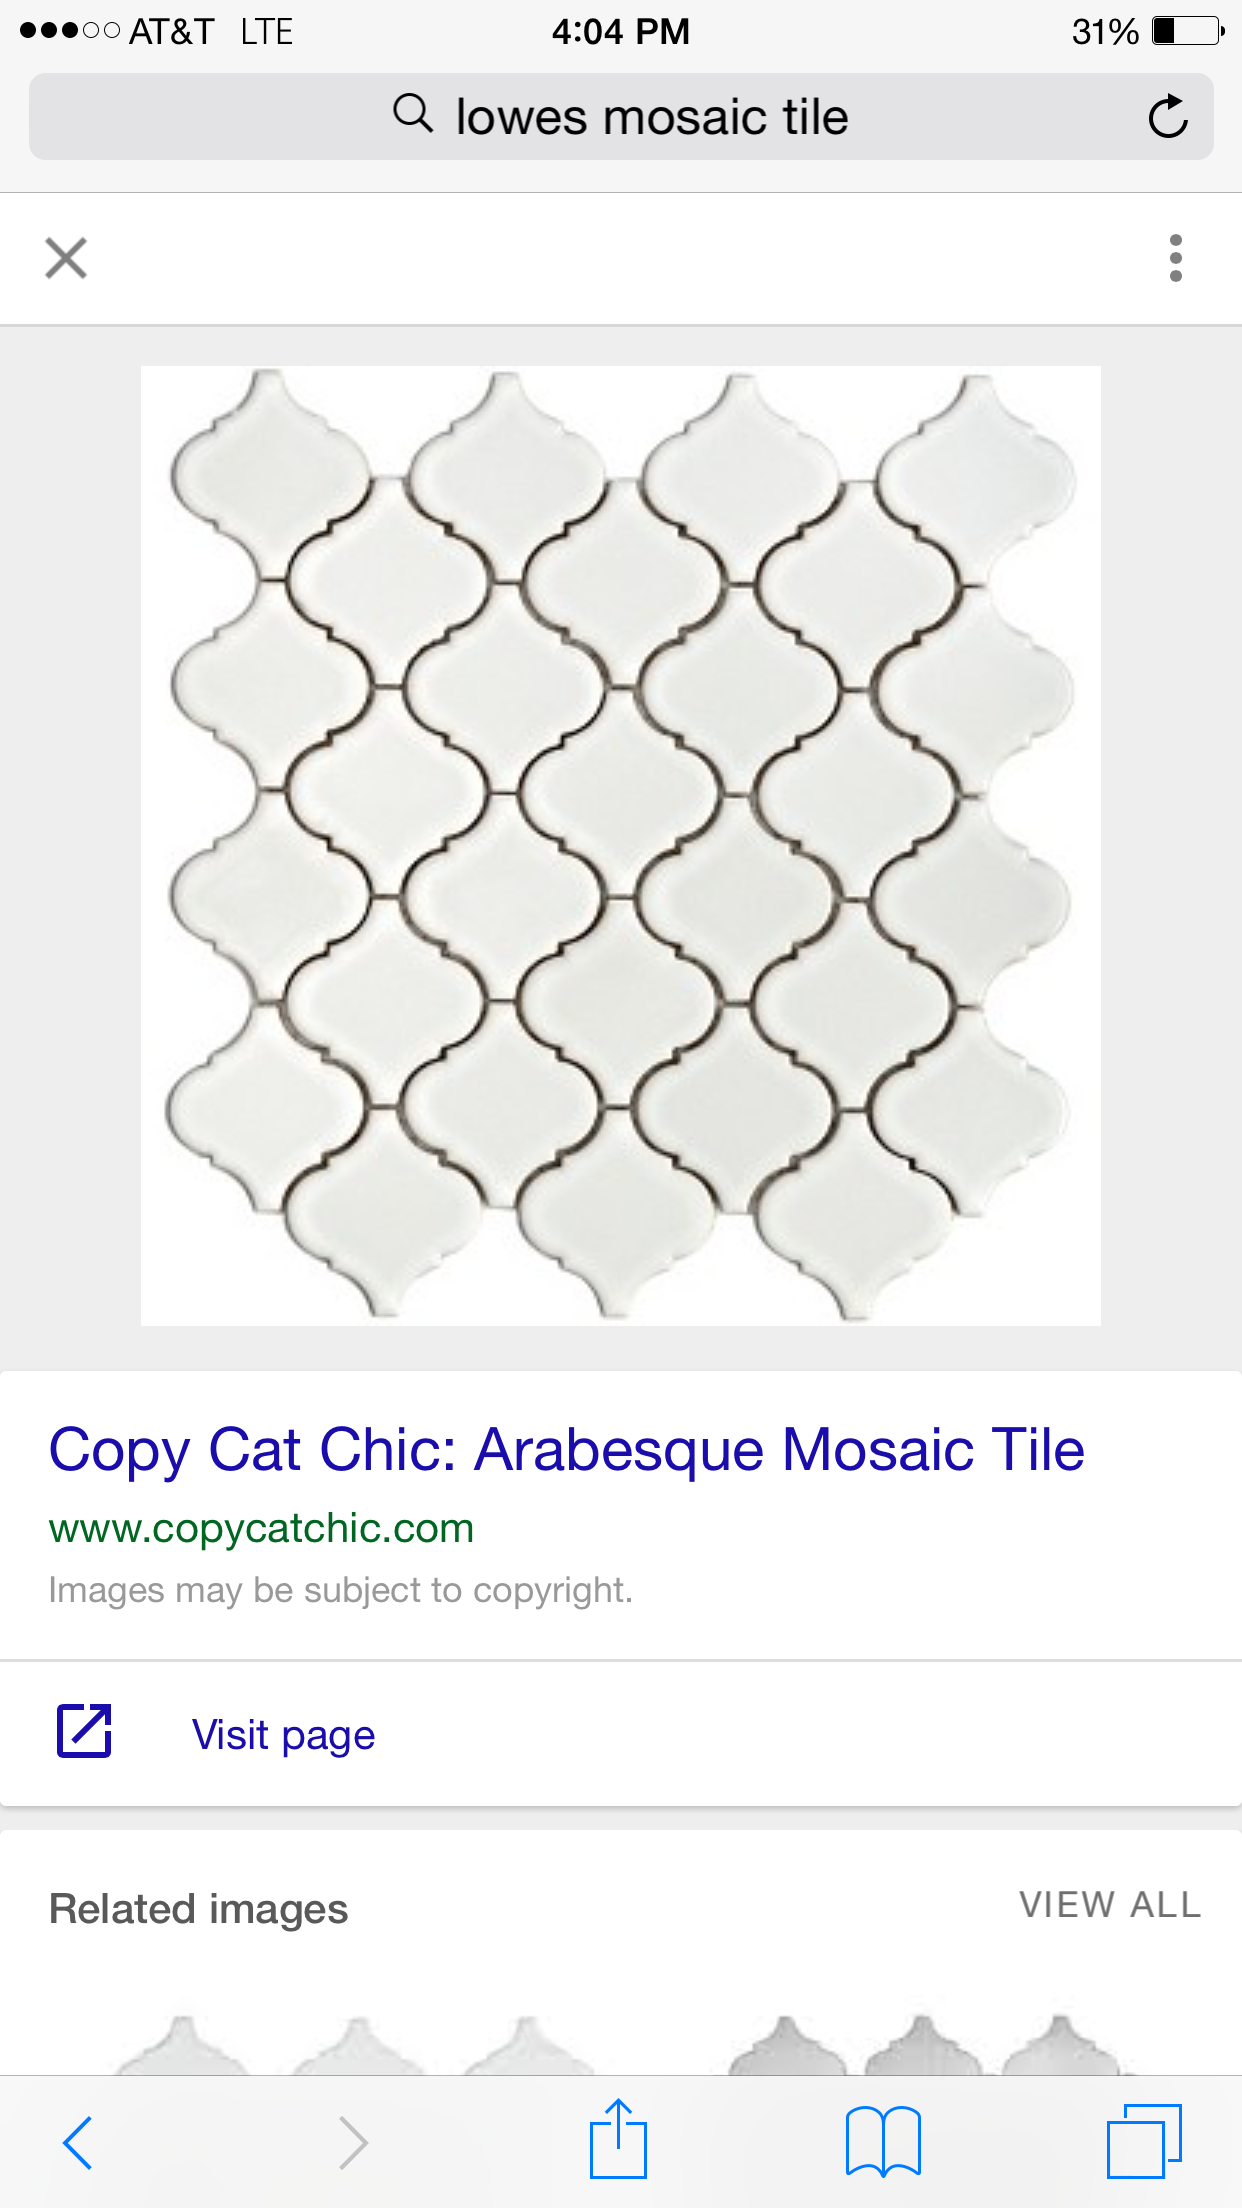 AT&T LTE 4:04 PM 31%
lowes mosaic tile
Copy Cat Chic: Arabesque Mosaic Tile
www.copycatchic.com
Images may be subject to copyright.
Visit page
Related images VIEW ALL